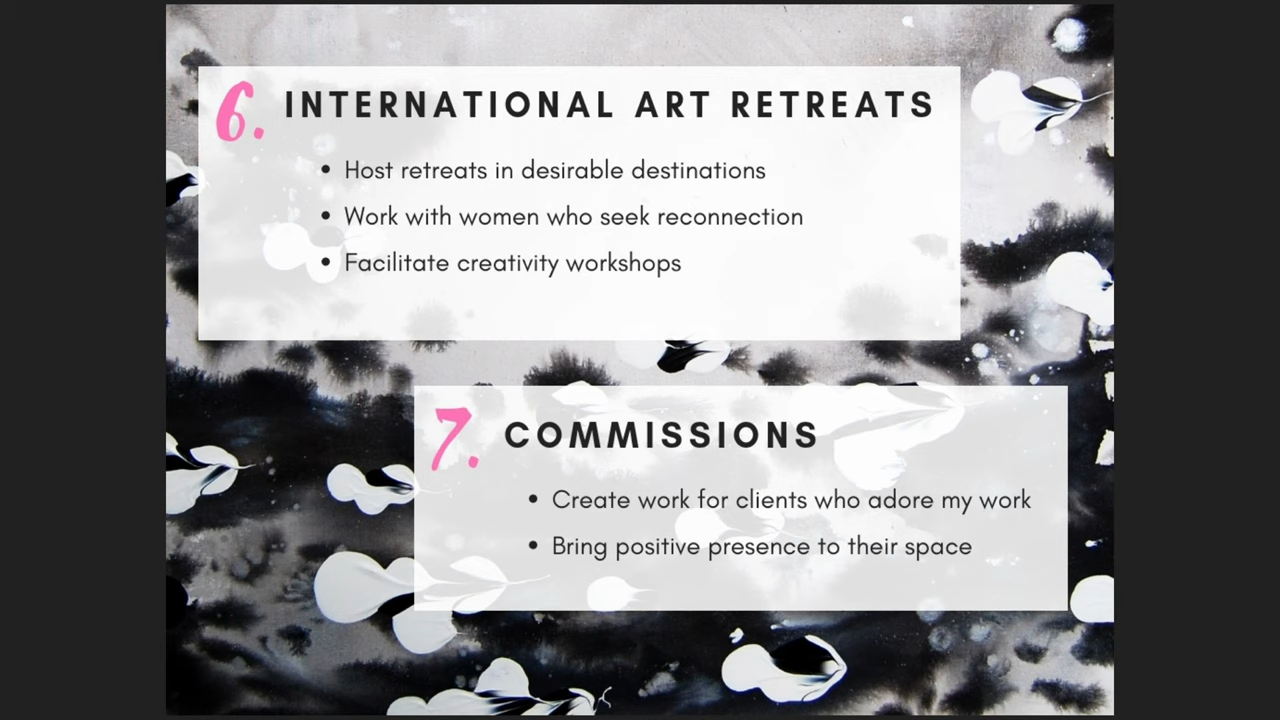 6. INTERNATIONAL ART RETREATS
• Host retreats in desirable destinations
• Work with women who seek reconnection
• Facilitate creativity workshops
7. COMMISSIONS
• Create work for clients who adore my work
• Bring positive presence to their space